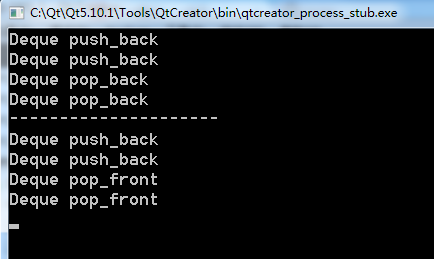 C:\Qt\Qt5.10.1\Tools\QtCreator\bin\qtcreator_process_stub.exe
Deque push_back
Deque push_back
Deque pop_back
Deque pop_back
---------------------
Deque push_back
Deque push_back
Deque pop_front
Deque pop_front